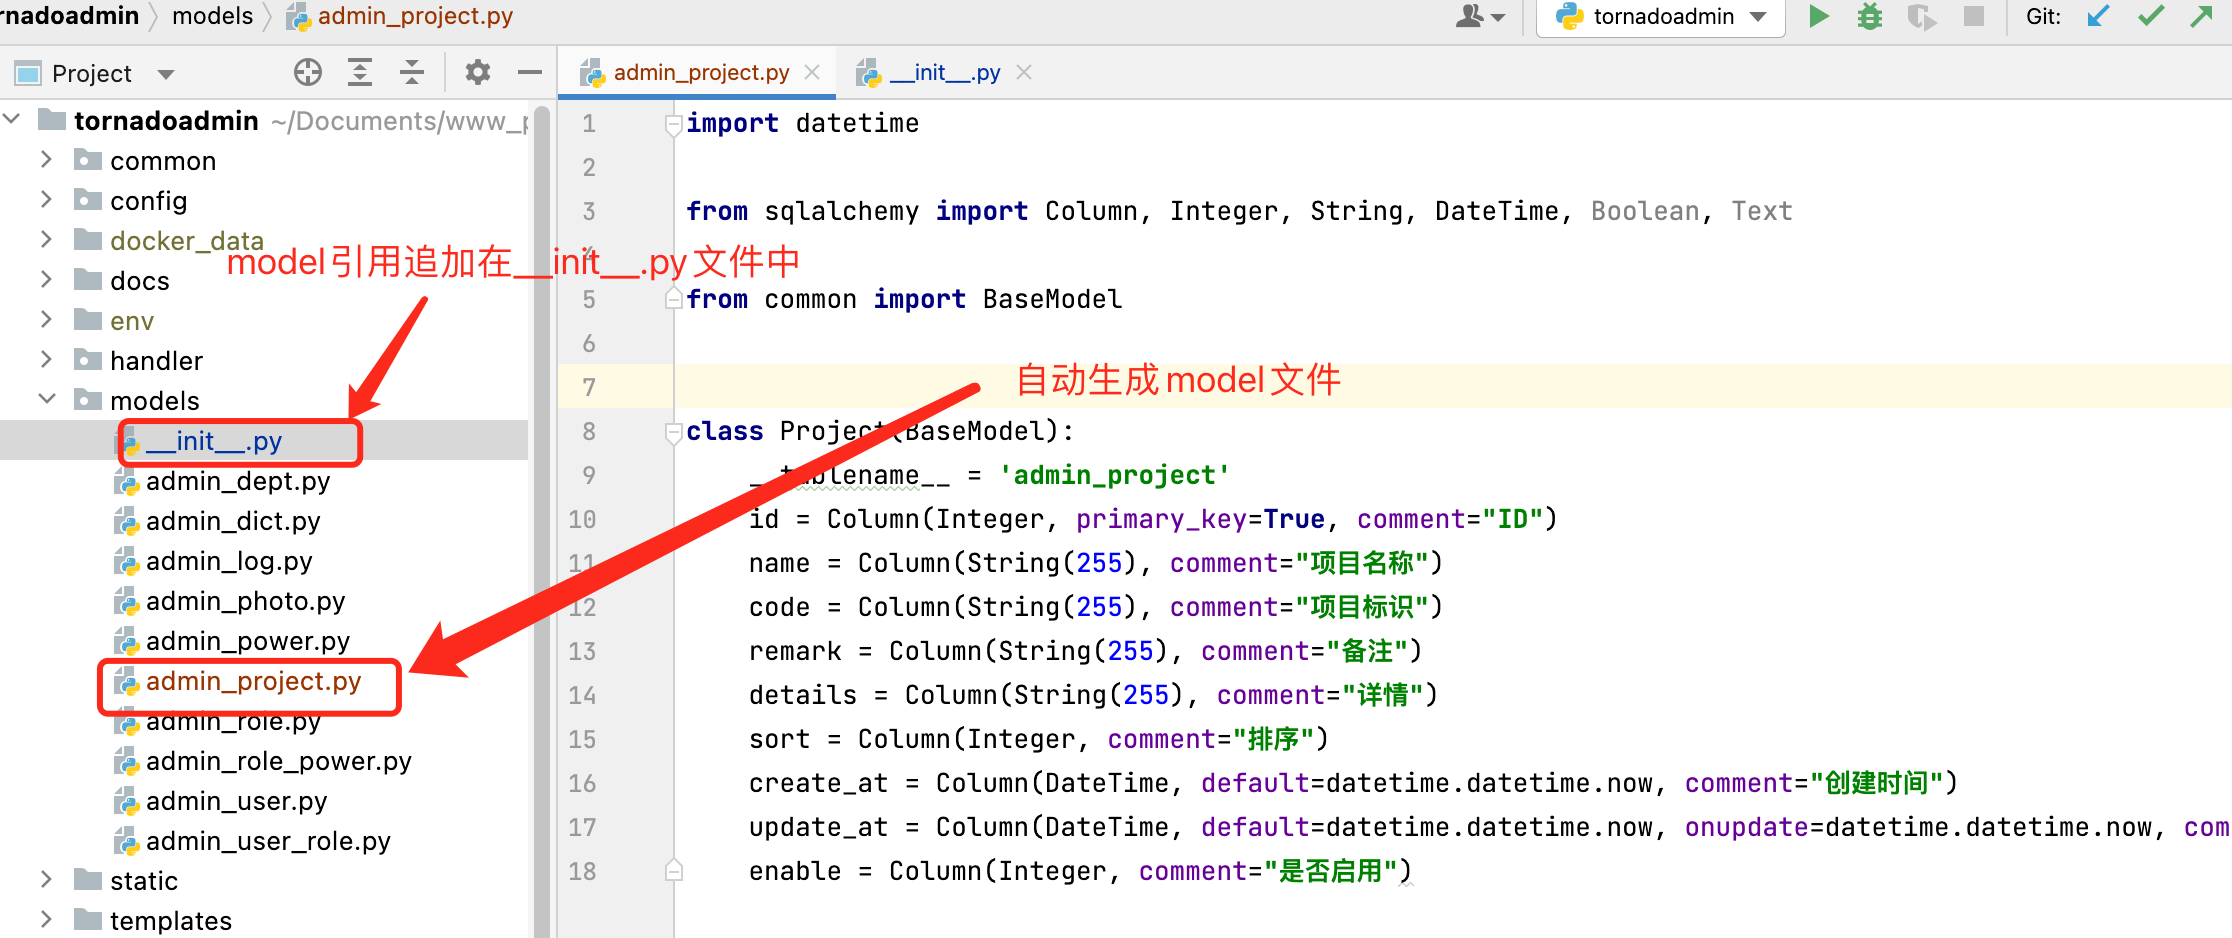 rnadoadmin models admin_project.py tornadoadmin Git:
Project admin_project.py __init__.py
tornadoadmin ~/Documents/www_p
common
config
docker_data
docs
env
handler
models
__init__.py
admin_dept.py
admin_dict.py
admin_log.py
admin_photo.py
admin_power.py
admin_project.py
admin_role.py
admin_role_power.py
admin_user.py
admin_user_role.py
static
templates
model引用追加在__init__.py文件中
自动生成model文件
1 import datetime
2
3 from sqlalchemy import Column, Integer, String, DateTime, Boolean, Text
4
5 from common import BaseModel
6
7
8 class Project(BaseModel):
9 __tablename__ = 'admin_project'
10 id = Column(Integer, primary_key=True, comment="ID")
11 name = Column(String(255), comment="项目名称")
12 code = Column(String(255), comment="项目标识")
13 remark = Column(String(255), comment="备注")
14 details = Column(String(255), comment="详情")
15 sort = Column(Integer, comment="排序")
16 create_at = Column(DateTime, default=datetime.datetime.now, comment="创建时间")
17 update_at = Column(DateTime, default=datetime.datetime.now, onupdate=datetime.datetime.now, com
18 enable = Column(Integer, comment="是否启用")